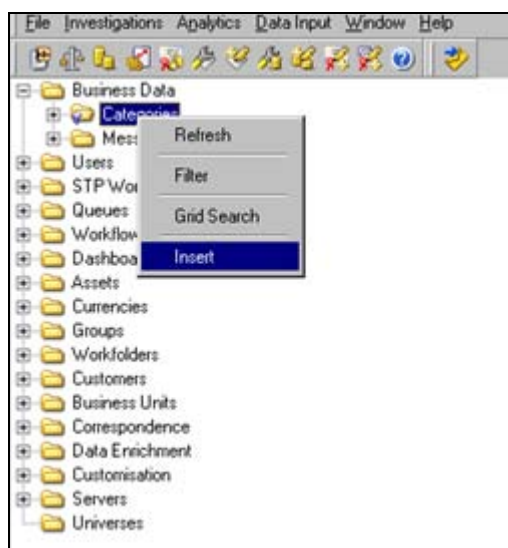 File Investigations Analytics Data Input Window Help
Business Data
Categories
Refresh
Filter
Grid Search
Insert
Users
Queues
Assets
Currencies
Groups
Workfolders
Customers
Business Units
Correspondence
Data Enrichment
Customisation
Servers
Universes